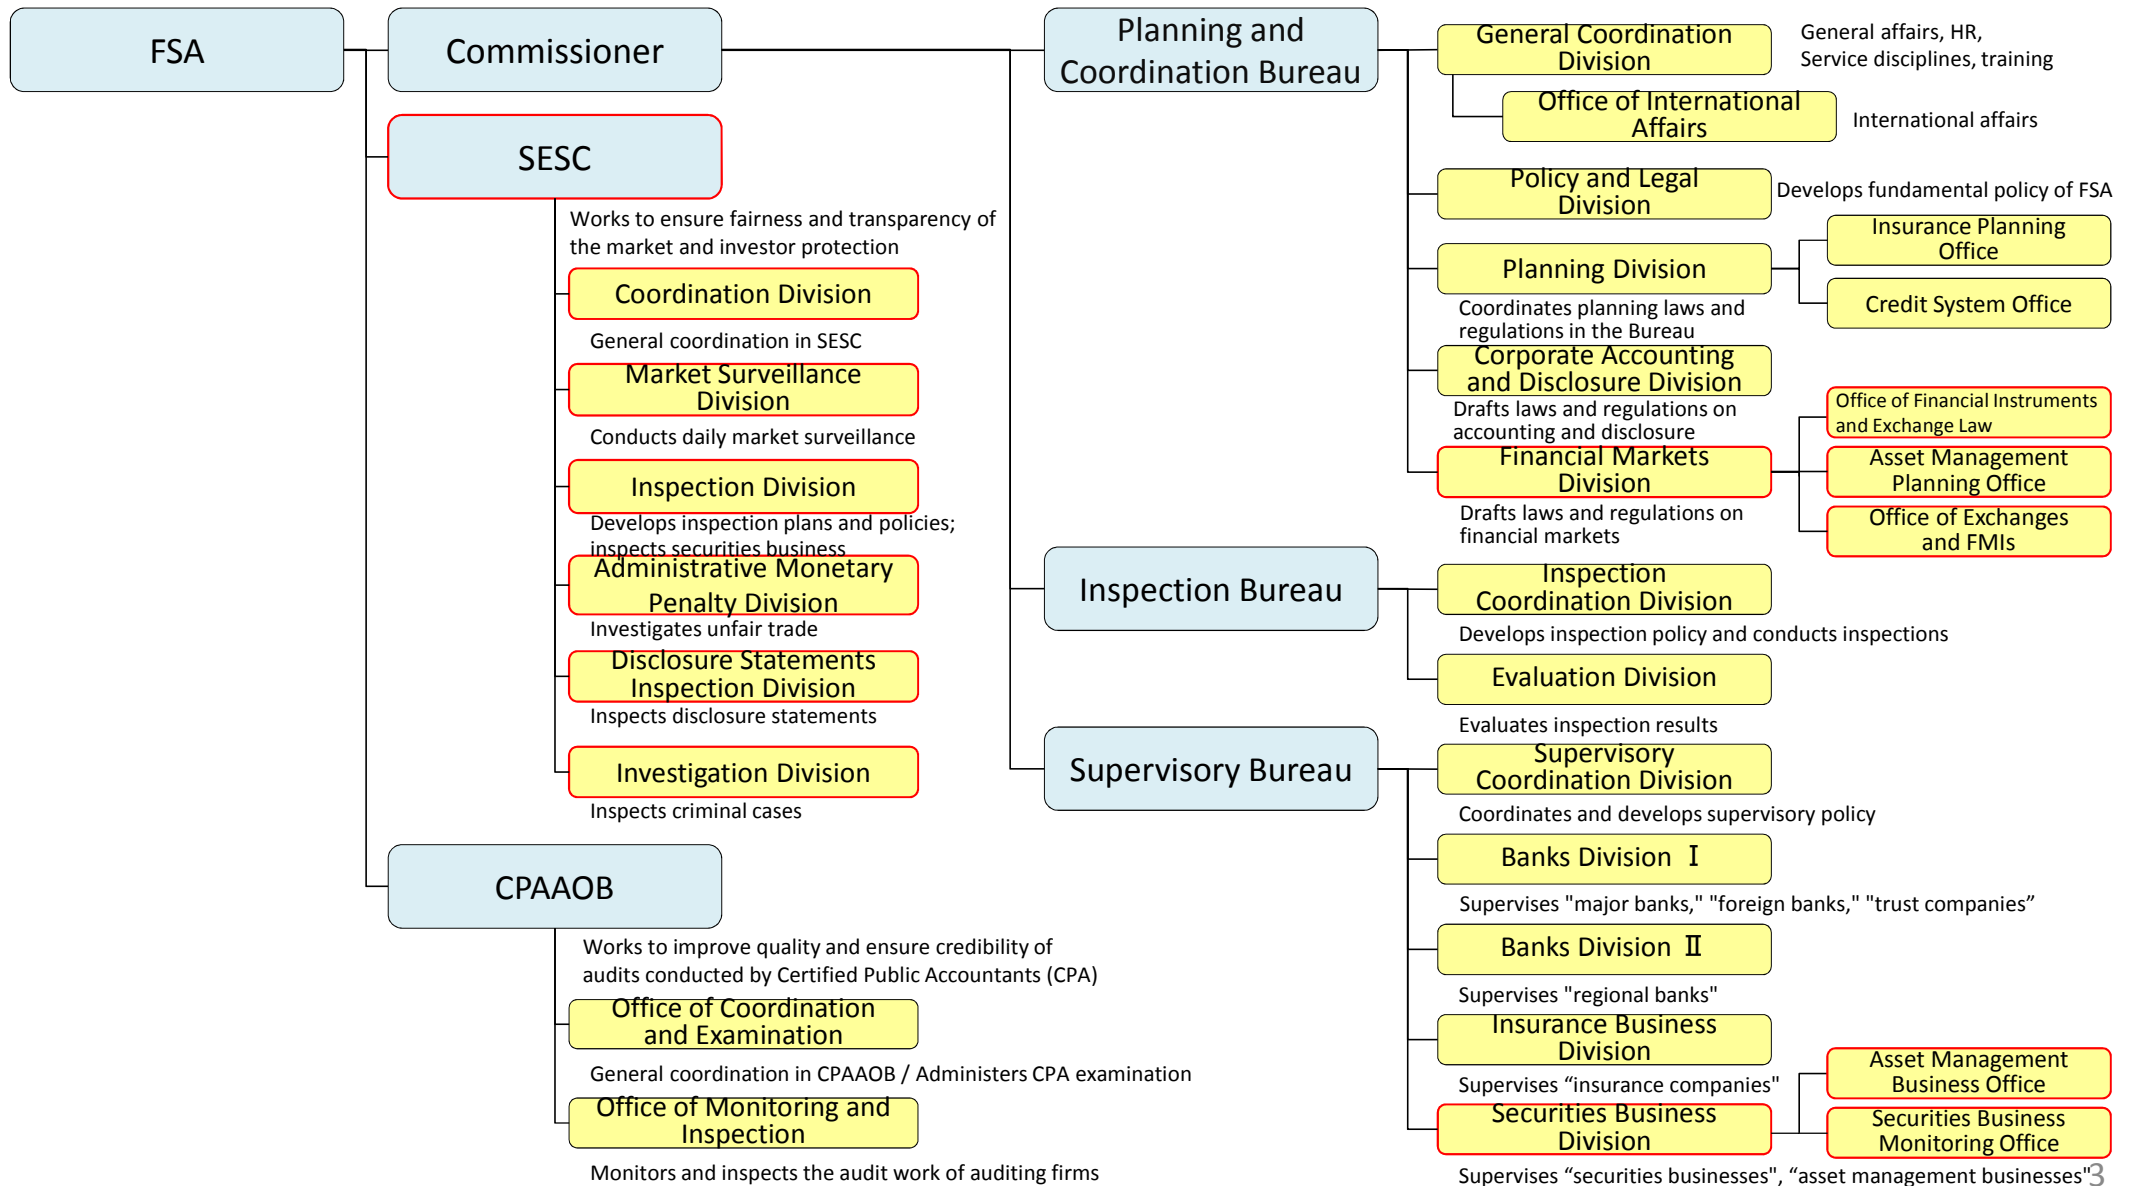 FSA
Commissioner
SESC
Works to ensure fairness and transparency of
the market and investor protection
Coordination Division
General coordination in SESC
Market Surveillance
Division
Conducts daily market surveillance
Inspection Division
Develops inspection plans and policies;
inspects securities business
Administrative Monetary
Penalty Division
Investigates unfair trade
Disclosure Statements
Inspection Division
Inspects disclosure statements
Investigation Division
Inspects criminal cases
CPAAOB
Works to improve quality and ensure credibility of
audits conducted by Certified Public Accountants (CPA)
Office of Coordination
and Examination
General coordination in CPAAOB / Administers CPA examination
Office of Monitoring and
Inspection
Monitors and inspects the audit work of auditing firms
Planning and
Coordination Bureau
General Coordination
Division
General affairs, HR,
Service disciplines, training
Office of International
Affairs
International affairs
Policy and Legal
Division
Develops fundamental policy of FSA
Planning Division
Coordinates planning laws and
regulations in the Bureau
Insurance Planning
Office
Credit System Office
Corporate Accounting
and Disclosure Division
Drafts laws and regulations on
accounting and disclosure
Financial Markets
Division
Drafts laws and regulations on
financial markets
Office of Financial Instruments
and Exchange Law
Asset Management
Planning Office
Office of Exchanges
and FMIs
Inspection Bureau
Inspection
Coordination Division
Develops inspection policy and conducts inspections
Evaluation Division
Evaluates inspection results
Supervisory Bureau
Supervisory
Coordination Division
Coordinates and develops supervisory policy
Banks Division Ⅰ
Supervises "major banks," "foreign banks," "trust companies”
Banks Division Ⅱ
Supervises "regional banks"
Insurance Business
Division
Supervises “insurance companies"
Securities Business
Division
Supervises “securities businesses", “asset management businesses"
Asset Management
Business Office
Securities Business
Monitoring Office
3